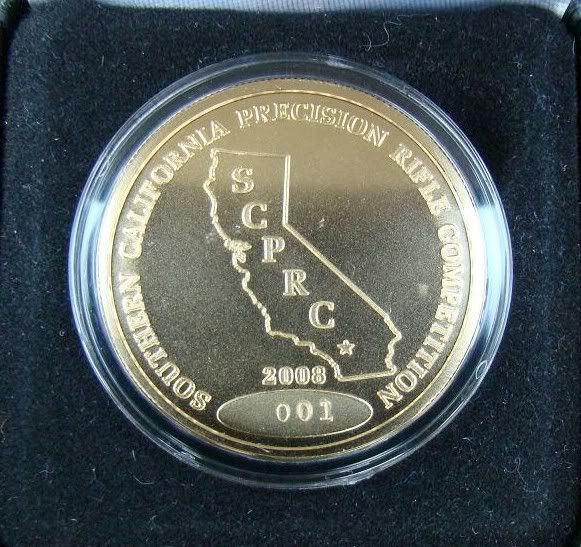 SOUTHERN CALIFORNIA PRECISION RIFLE COMPETITION
S
C
P
R
C
2008
001